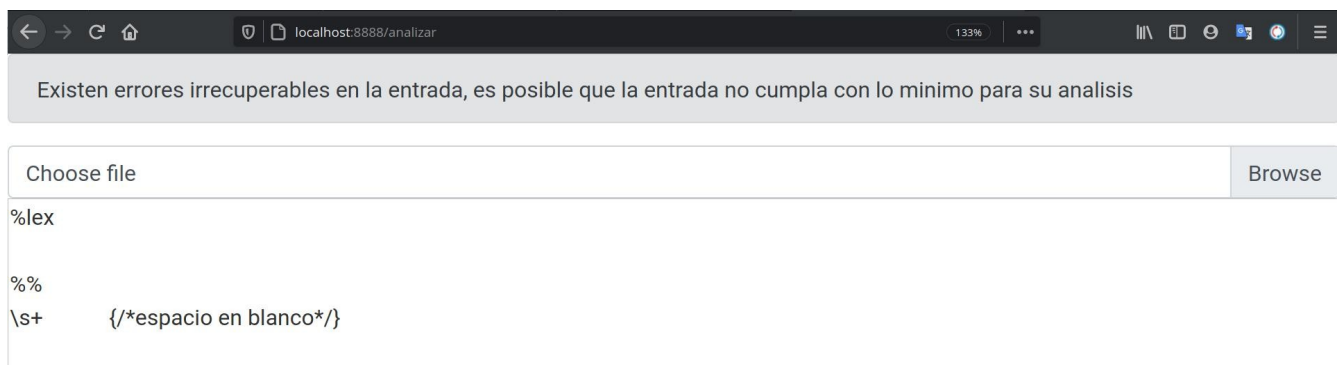 localhost:8888/analizar 133%
Existen errores irrecuperables en la entrada, es posible que la entrada no cumpla con lo minimo para su analisis
Choose file Browse
%lex
%%
\s+ {/*espacio en blanco*/}